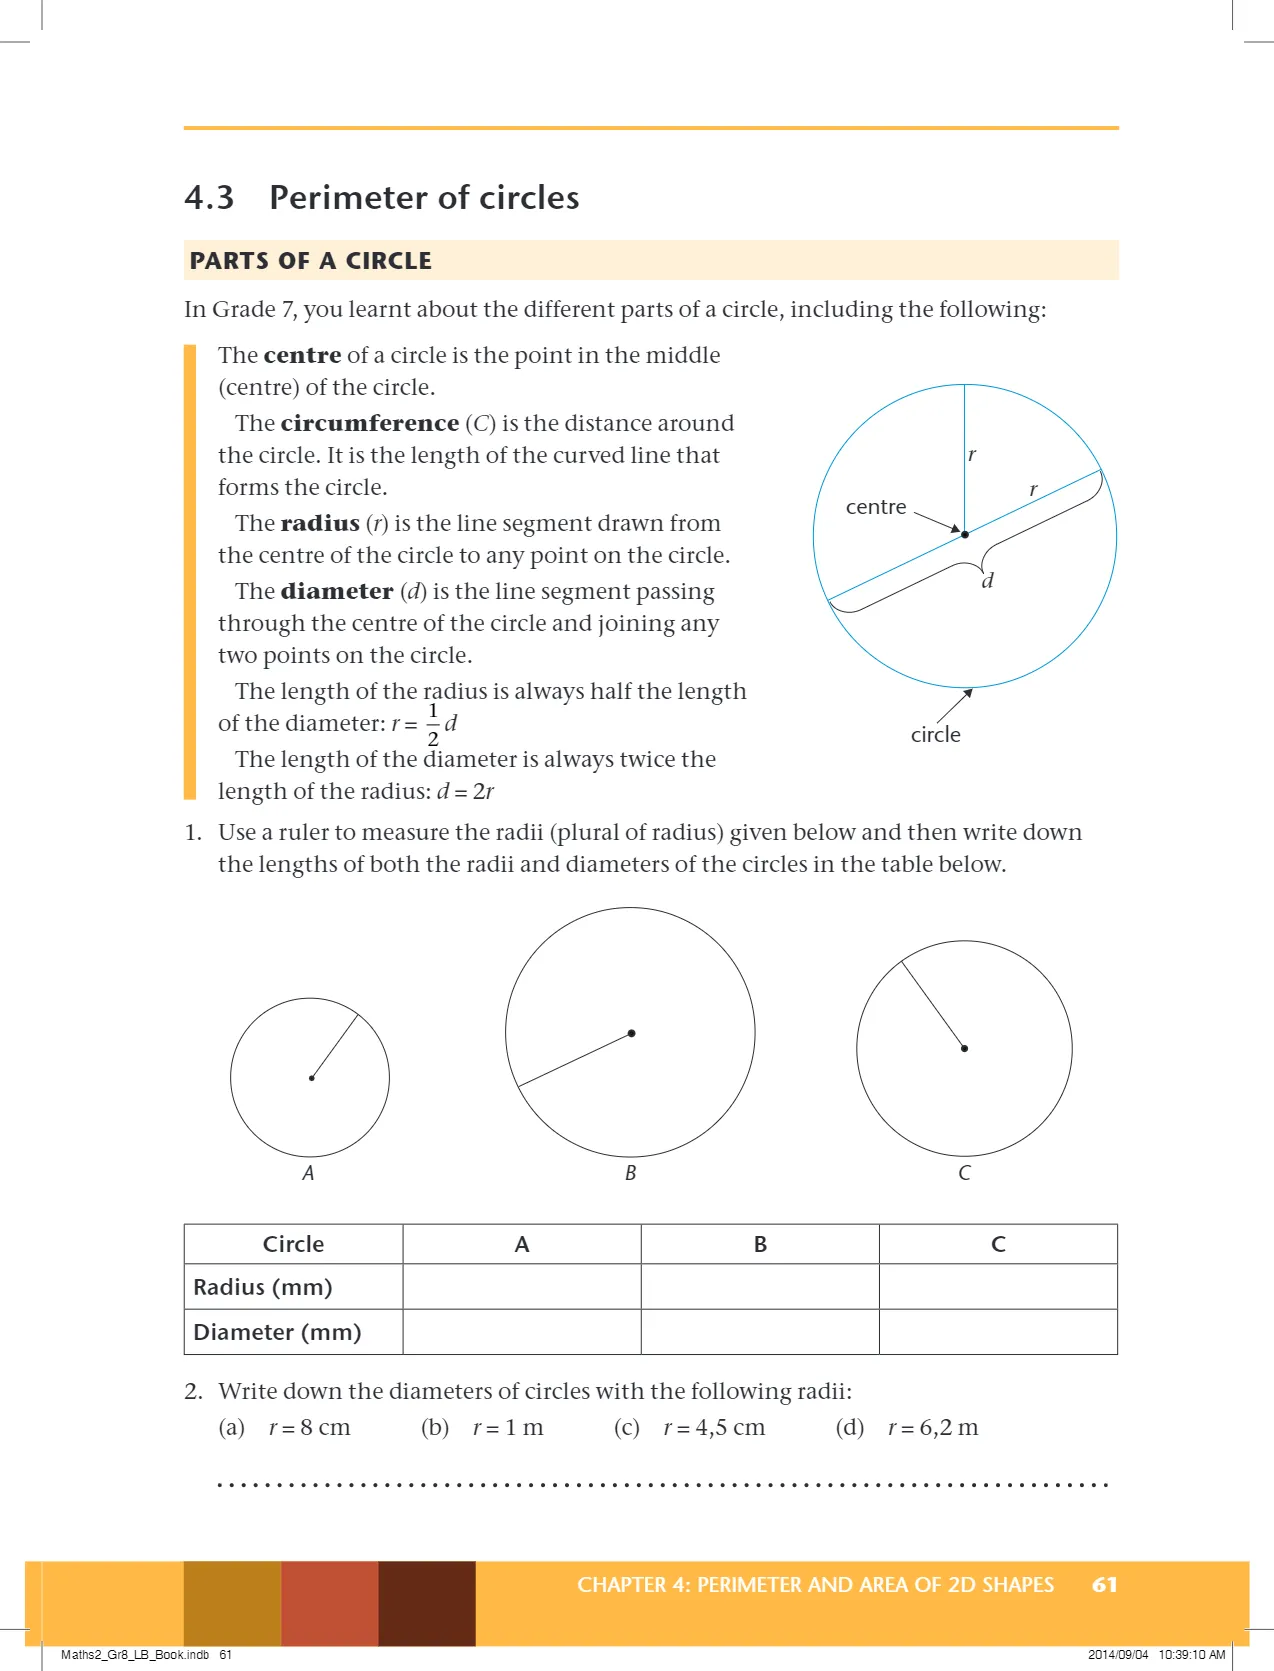 4.3 Perimeter of circles
PARTS OF A CIRCLE
In Grade 7, you learnt about the different parts of a circle, including the following:
The centre of a circle is the point in the middle
(centre) of the circle.
The circumference (C) is the distance around
the circle. It is the length of the curved line that
forms the circle.
The radius (r) is the line segment drawn from
the centre of the circle to any point on the circle.
The diameter (d) is the line segment passing
through the centre of the circle and joining any
two points on the circle.
The length of the radius is always half the length
of the diameter: r = 1/2 d
The length of the diameter is always twice the
length of the radius: d = 2r
r
r
centre
d
circle
1. Use a ruler to measure the radii (plural of radius) given below and then write down
the lengths of both the radii and diameters of the circles in the table below.
A B C
Circle A B C
Radius (mm)
Diameter (mm)
2. Write down the diameters of circles with the following radii:
(a) r = 8 cm (b) r = 1 m (c) r = 4,5 cm (d) r = 6,2 m
CHAPTER 4: PERIMETER AND AREA OF 2D SHAPES 61
Maths2_Gr8_LB_Book.indb 61 2014/09/04 10:39:10 AM